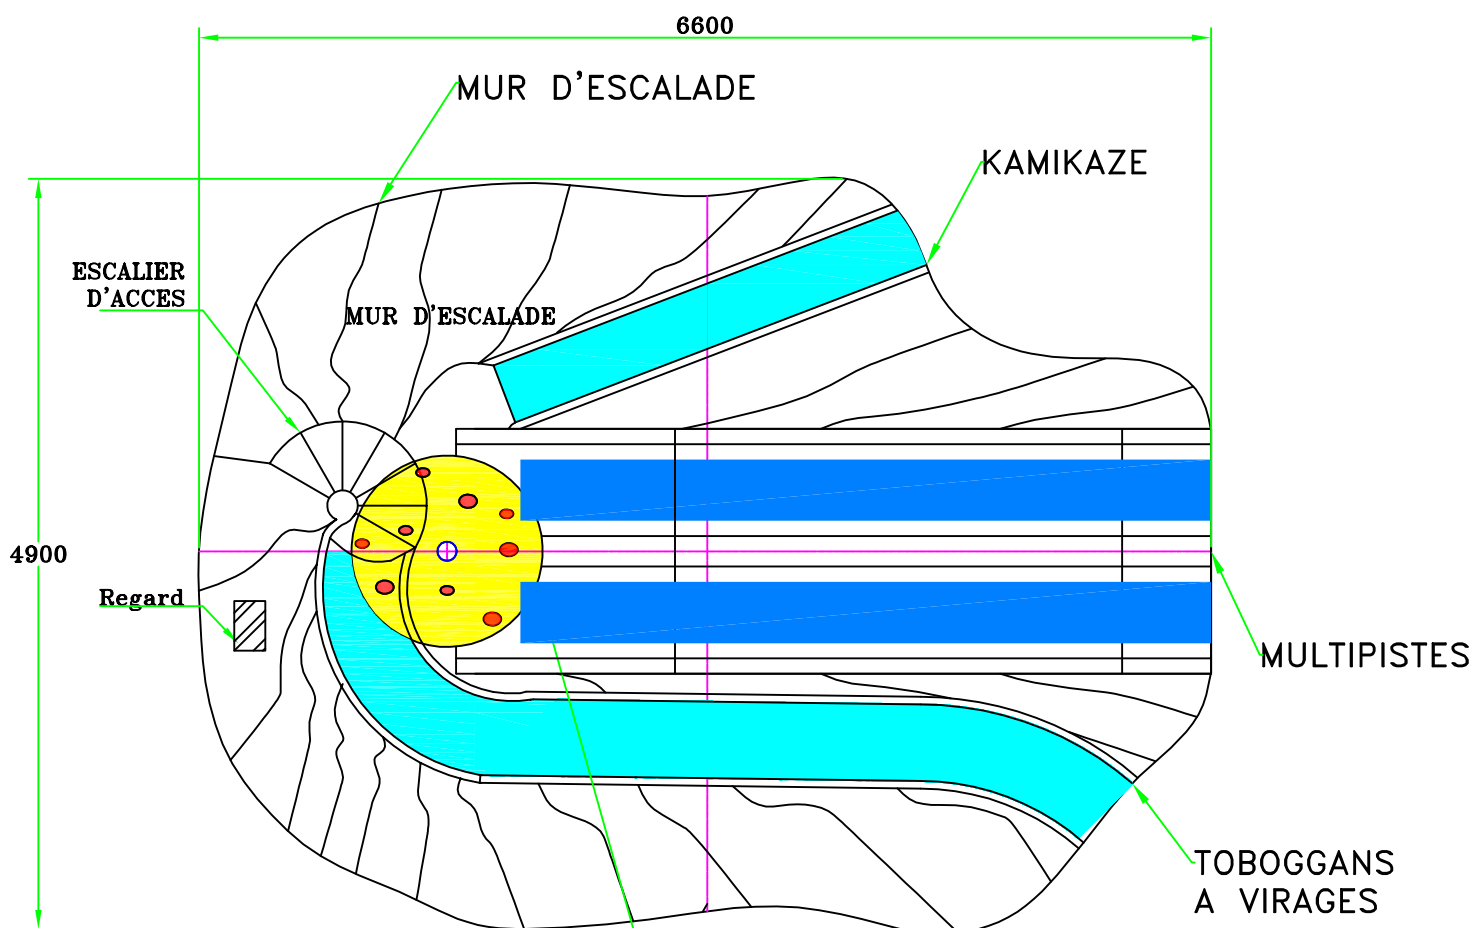 6600
MUR D'ESCALADE
KAMIKAZE
ESCALIER
D'ACCES
MUR D'ESCALADE
4900
Regard
MULTIPISTES
TOBOGGANS
A VIRAGES